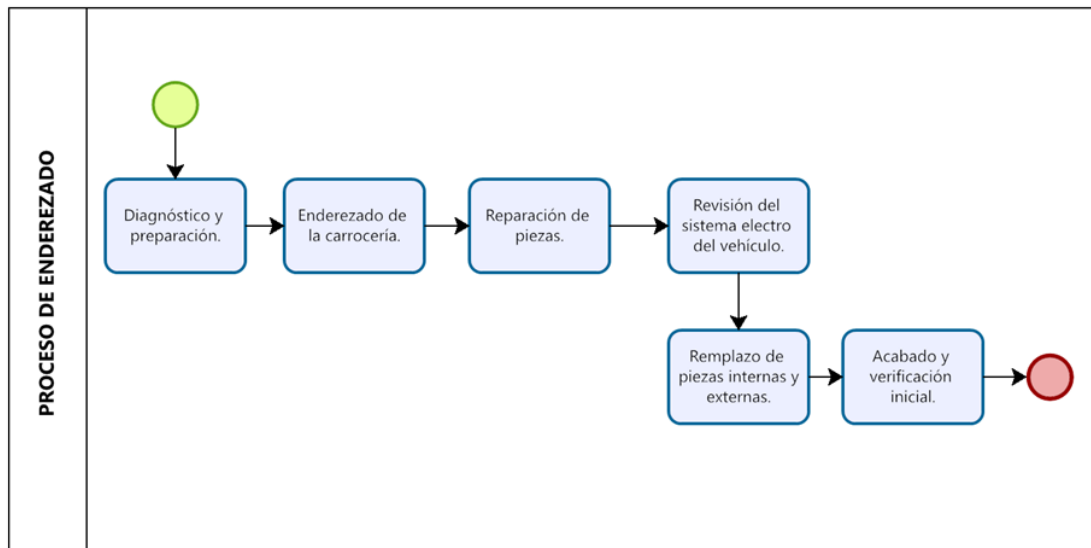 PROCESO DE ENDEREZADO
Diagnóstico y
preparación.
Enderezado de
la carrocería.
Reparación de
piezas.
Revisión del
sistema electro
del vehículo.
Remplazo de
piezas internas y
externas.
Acabado y
verificación
inicial.